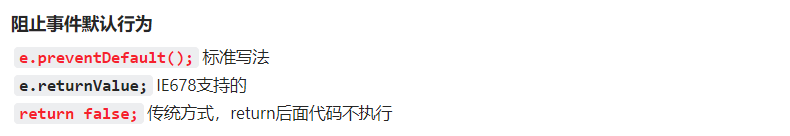 阻止事件默认行为
e.preventDefault(); 标准写法
e.returnValue; IE678支持的
return false; 传统方式，return后面代码不执行